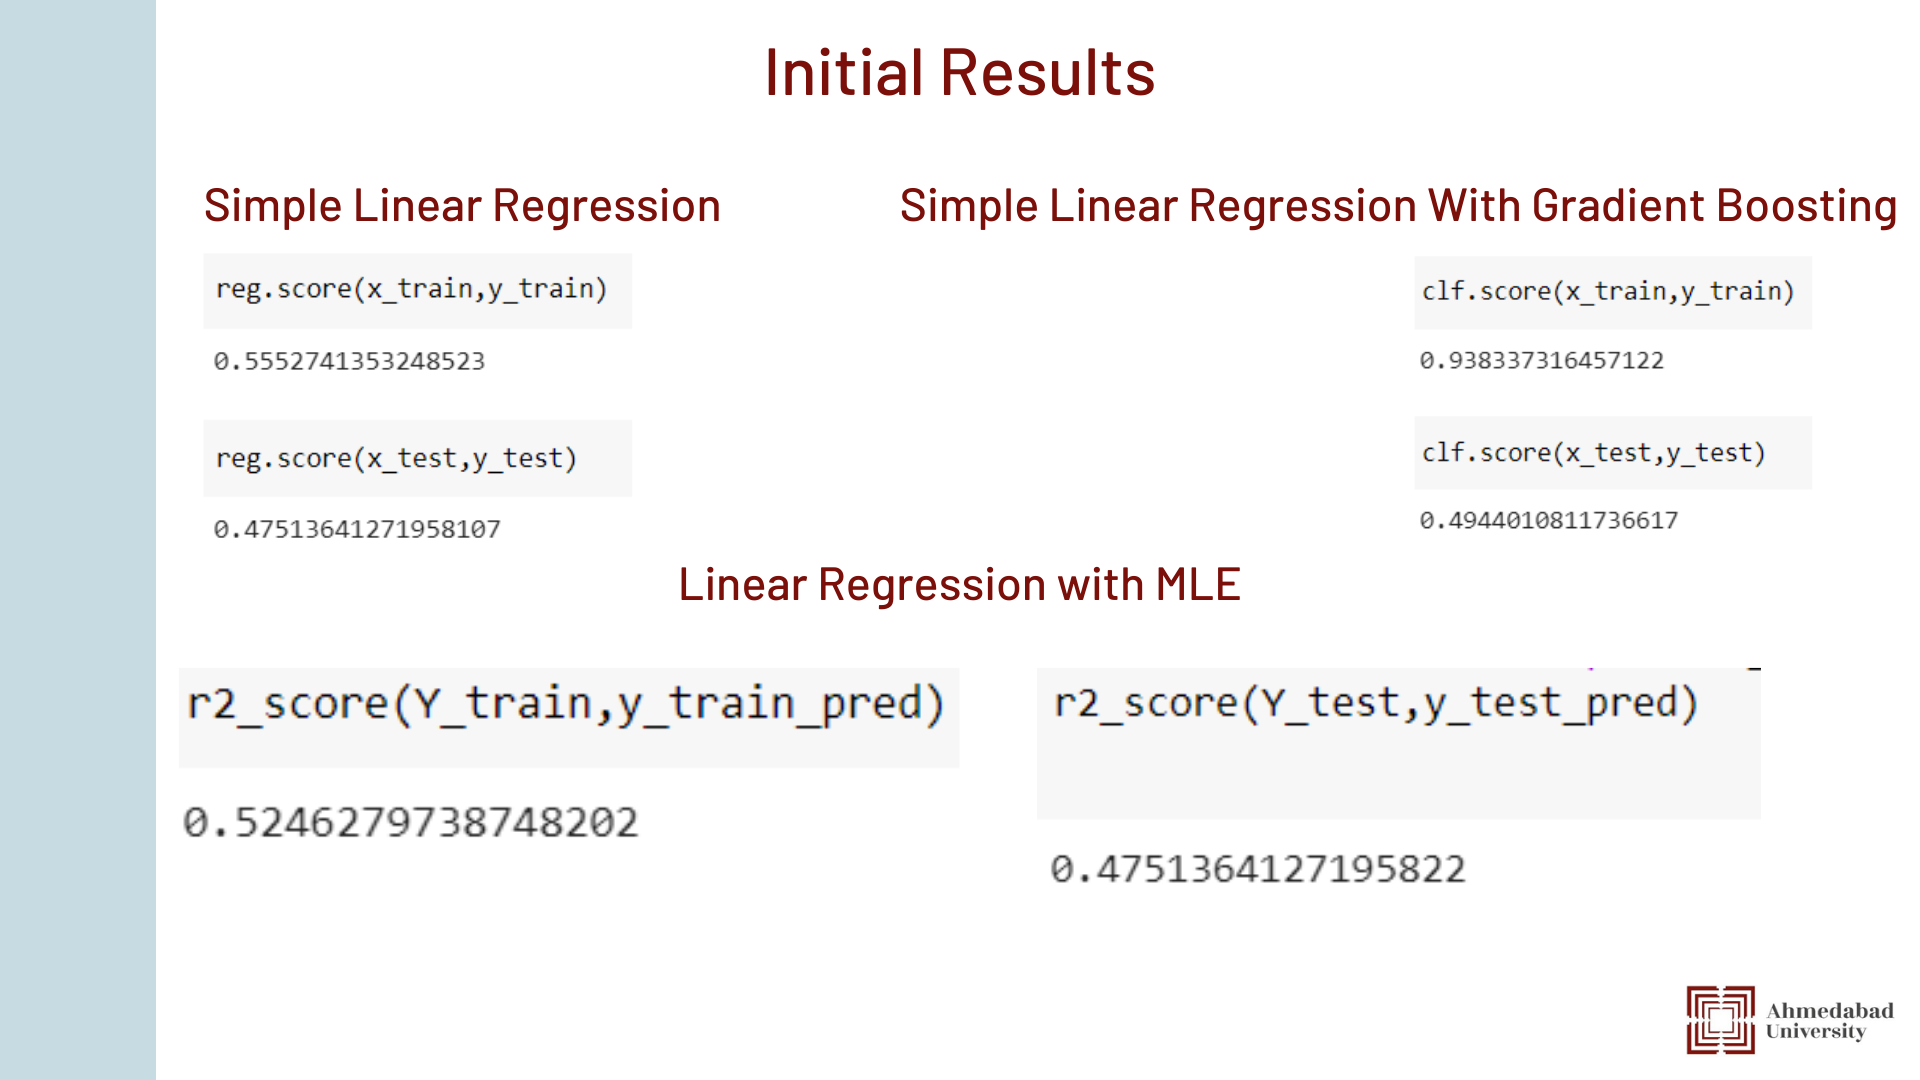 Initial Results
Simple Linear Regression
reg.score(x_train,y_train)
0.5552741353248523
reg.score(x_test,y_test)
0.47513641271958107
Simple Linear Regression With Gradient Boosting
clf.score(x_train,y_train)
0.938337316457122
clf.score(x_test,y_test)
0.4944010811736617
Linear Regression with MLE
r2_score(Y_train,y_train_pred)
0.5246279738748202
r2_score(Y_test,y_test_pred)
0.4751364127195822
Ahmedabad
University